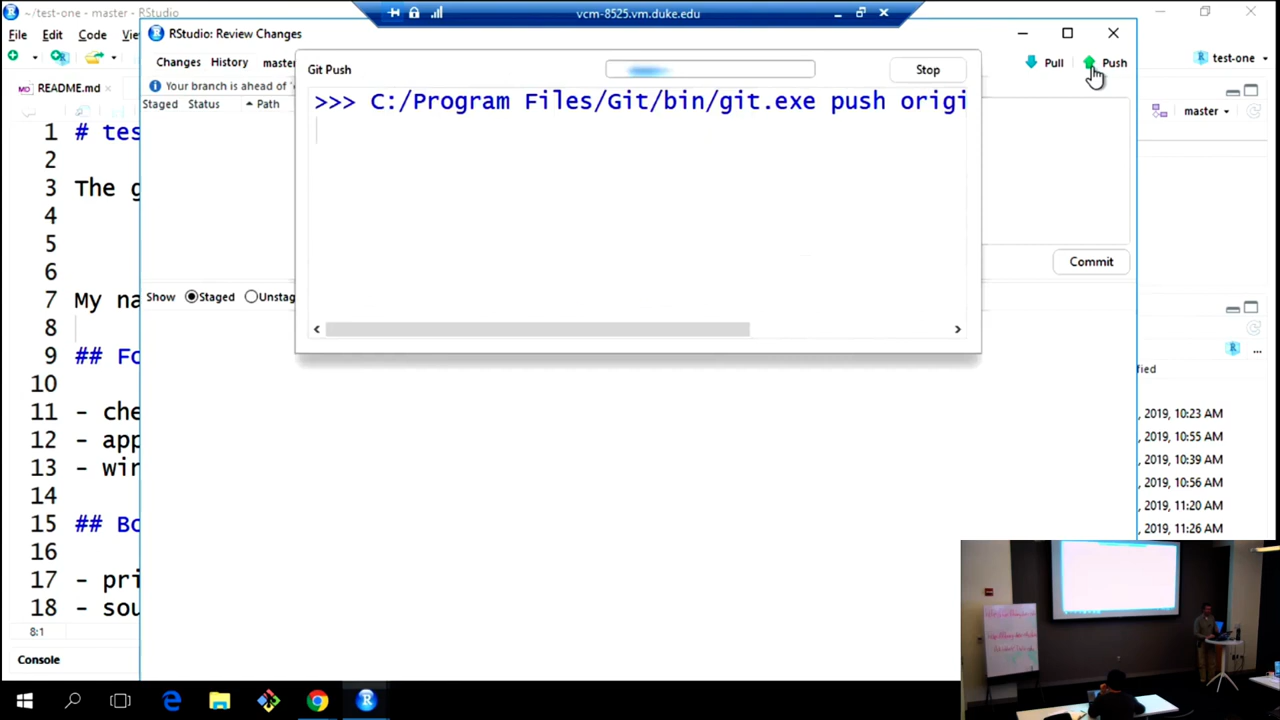 ~/test-one - master - RStudio
vcm-8525.vm.duke.edu
File Edit Code
RStudio: Review Changes
test-one
Changes History master
Pull Push
Git Push
Stop
README.md
Your branch is ahead of
Staged Status Path
>>> C:/Program Files/Git/bin/git.exe push origi
master
1 # tes
2
3 The g
4
5
6
7 My na
8
9 ## Fo
10
11 - che
12 - app
13 - win
14
15 ## Bo
16
17 - pri
18 - sou
Commit
Show Staged Unstag
ified
, 2019, 10:23 AM
, 2019, 10:55 AM
, 2019, 10:39 AM
, 2019, 10:56 AM
, 2019, 11:20 AM
, 2019, 11:26 AM
8:1
Console